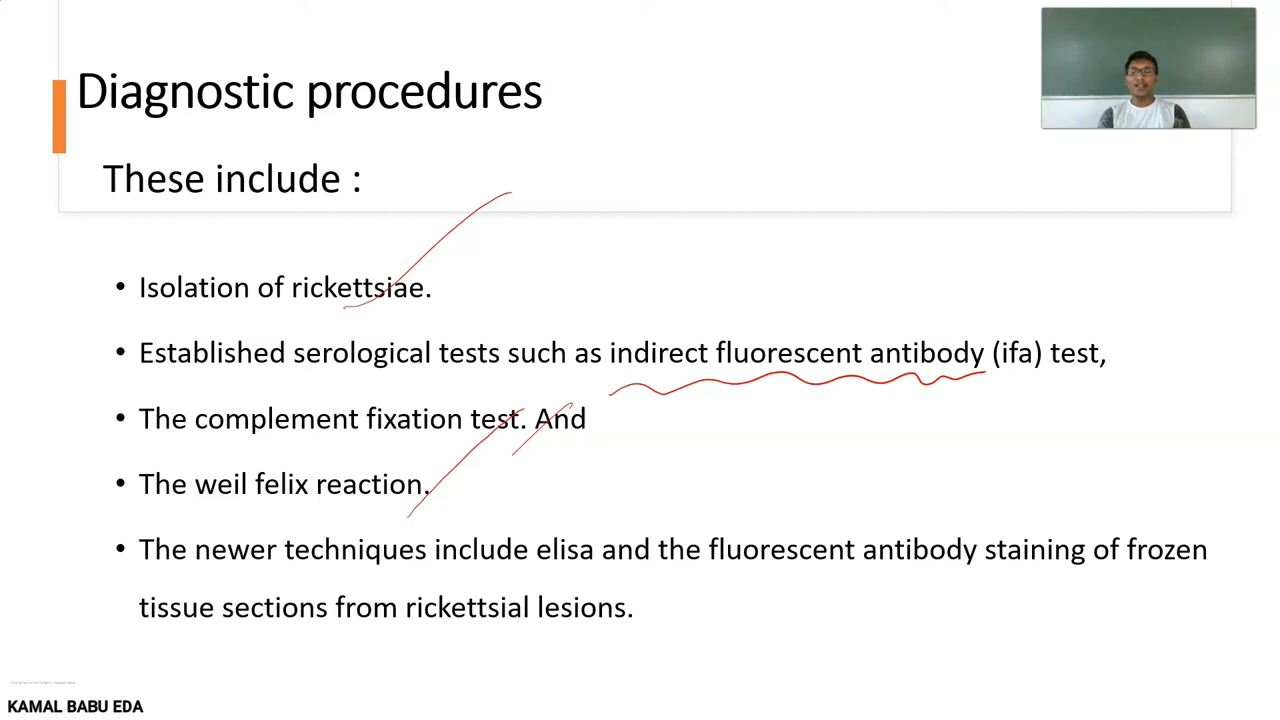 Diagnostic procedures
These include :
• Isolation of rickettsiae.
• Established serological tests such as indirect fluorescent antibody (ifa) test,
• The complement fixation test. And
• The weil felix reaction.
• The newer techniques include elisa and the fluorescent antibody staining of frozen
tissue sections from rickettsial lesions.
KAMAL BABU EDA